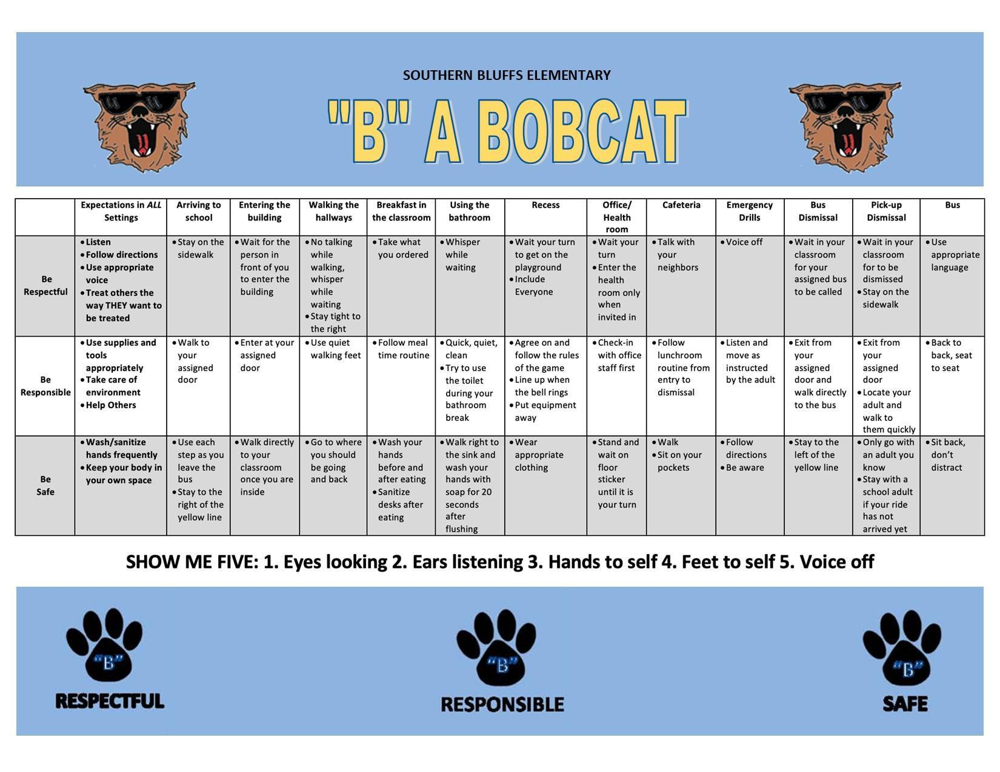 SOUTHERN BLUFFS ELEMENTARY
"B" A BOBCAT
Expectations in ALL
Settings
Arriving to
school
Entering the
building
Walking the
hallways
Breakfast in
the classroom
Using the
bathroom
Recess
Office/
Health
room
Cafeteria
Emergency
Drills
Bus
Dismissal
Pick-up
Dismissal
Bus
Be
Respectful
• Listen
• Follow directions
• Use appropriate
voice
• Treat others the
way THEY want to
be treated
• Stay on the
sidewalk
• Wait for the
person in
front of you
to enter the
building
• No talking
while
walking,
whisper
while
waiting
• Stay tight to
the right
• Take what
you ordered
• Whisper
while
waiting
• Wait your turn
to get on the
playground
• Include
Everyone
• Wait your
turn
• Enter the
health
room only
when
invited in
• Talk with
your
neighbors
• Voice off
• Wait in your
classroom
for your
assigned bus
to be called
• Wait in your
classroom
for to be
dismissed
• Stay on the
sidewalk
• Use
appropriate
language
Be
Responsible
• Use supplies and
tools
appropriately
• Take care of
environment
• Help Others
• Walk to
your
assigned
door
• Enter at your
assigned
door
• Use quiet
walking feet
• Follow meal
time routine
• Quick, quiet,
clean
• Try to use
the toilet
during your
bathroom
break
• Agree on and
follow the rules
of the game
• Line up when
the bell rings
• Put equipment
away
• Check-in
with office
staff first
• Follow
lunchroom
routine from
entry to
dismissal
• Listen and
move as
instructed
by the adult
• Exit from
your
assigned
door and
walk directly
to the bus
• Exit from
your
assigned
door
• Locate your
adult and
walk to
them quickly
• Back to
back, seat
to seat
Be
Safe
• Wash/sanitize
hands frequently
• Keep your body in
your own space
• Use each
step as you
leave the
bus
• Stay to the
right of the
yellow line
• Walk directly
to your
classroom
once you are
inside
• Go to where
you should
be going
and back
• Wash your
hands
before and
after eating
• Sanitize
desks after
eating
• Walk right to
the sink and
wash your
hands with
soap for 20
seconds
after
flushing
• Wear
appropriate
clothing
• Stand and
wait on
floor
sticker
until it is
your turn
• Walk
• Sit on your
pockets
• Follow
directions
• Be aware
• Stay to the
left of the
yellow line
• Only go with
an adult you
know
• Stay with a
school adult
if your ride
has not
arrived yet
• Sit back,
don't
distract
SHOW ME FIVE: 1. Eyes looking 2. Ears listening 3. Hands to self 4. Feet to self 5. Voice off
"B"
RESPECTFUL
"B"
RESPONSIBLE
"B"
SAFE